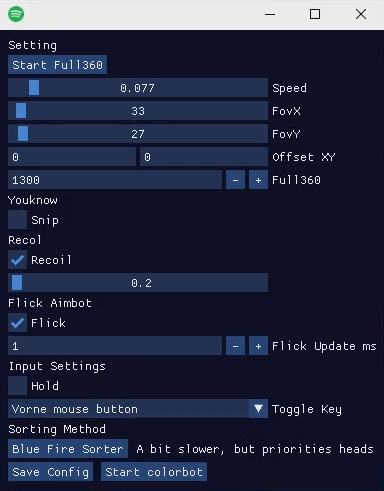 Setting
Start Full360
0.077 Speed
33 FovX
27 FovY
0 0 Offset XY
1300 - + Full360
Youknow
Snip
Recol
Recoil
0.2
Flick Aimbot
Flick
1 - + Flick Update ms
Input Settings
Hold
Vorne mouse button Toggle Key
Sorting Method
Blue Fire Sorter A bit slower, but priorities heads
Save Config Start colorbot